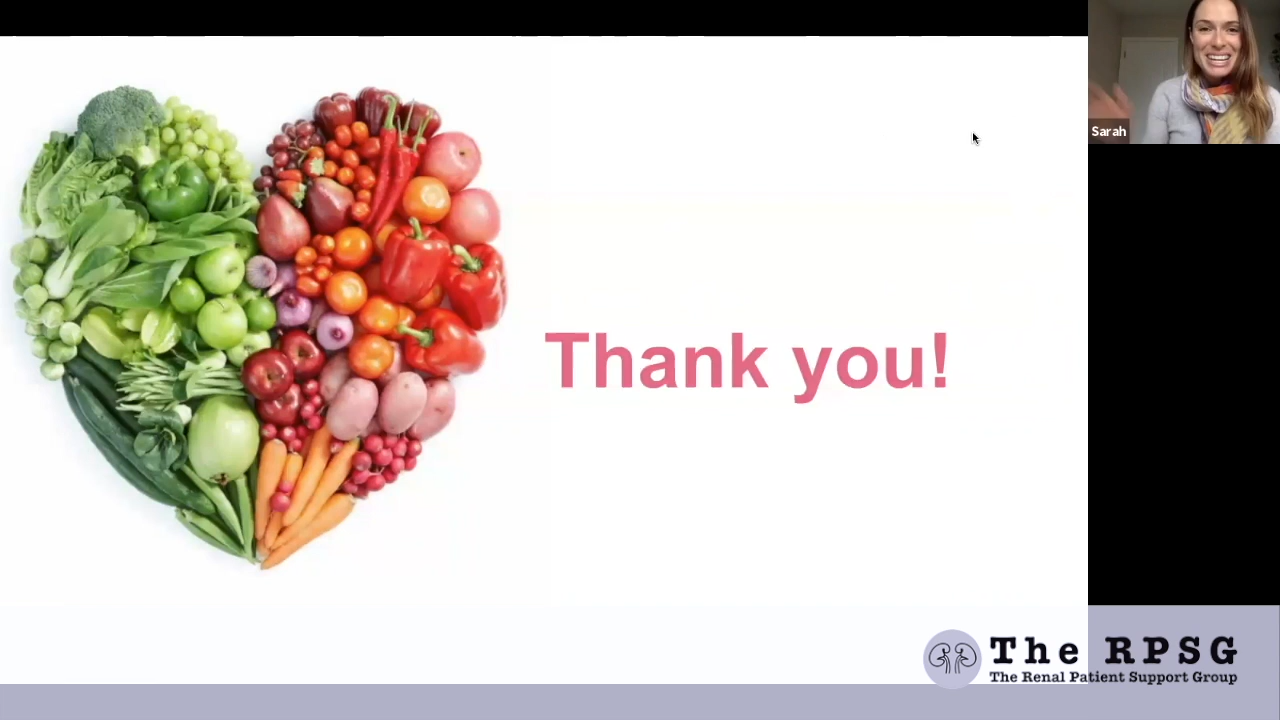 Sarah
Thank you!
The RPSG
The Renal Patient Support Group